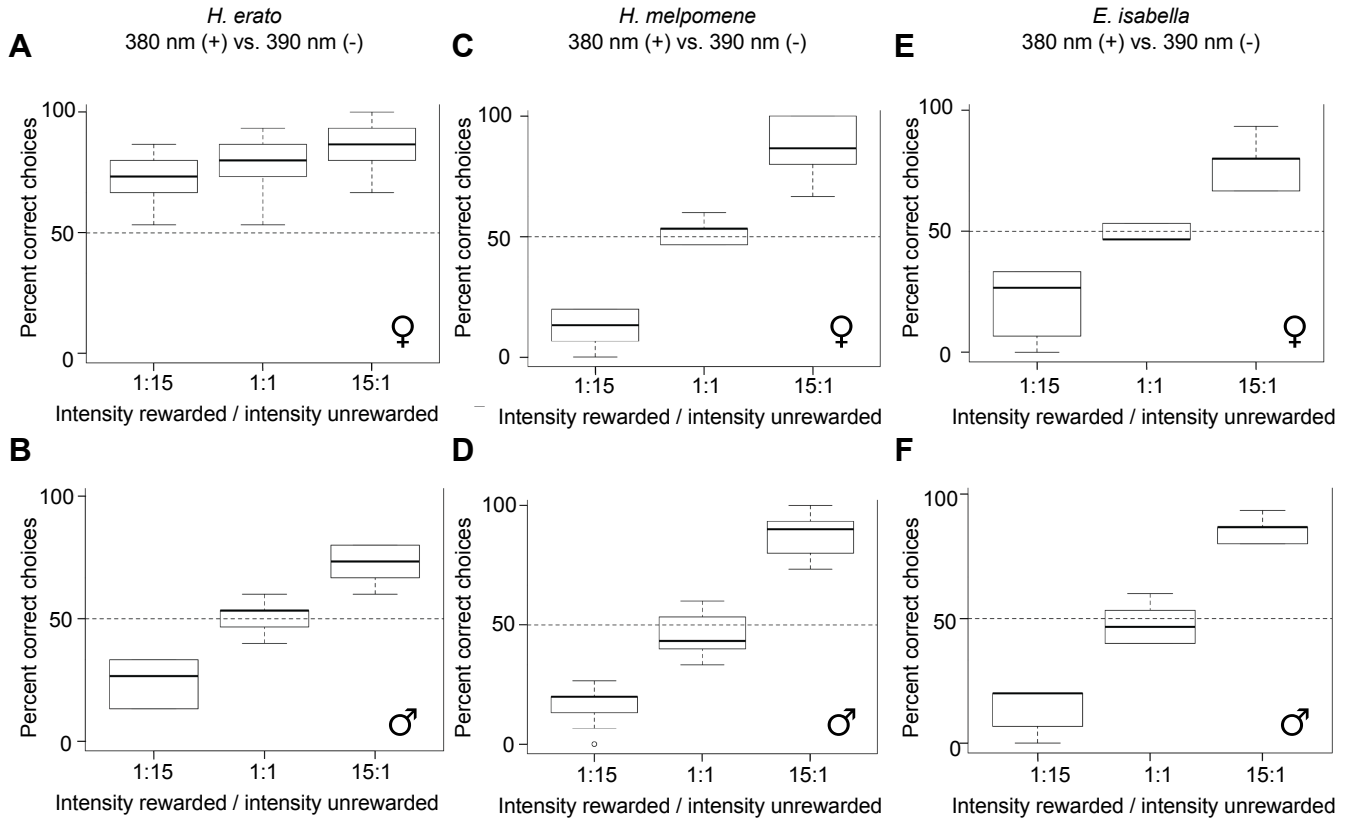 H. erato
380 nm (+) vs. 390 nm (-)
H. melpomene
380 nm (+) vs. 390 nm (-)
E. isabella
380 nm (+) vs. 390 nm (-)
A
Percent correct choices
100
50
0
♀
1:15 1:1 15:1
Intensity rewarded / intensity unrewarded
C
Percent correct choices
100
50
0
♀
1:15 1:1 15:1
Intensity rewarded / intensity unrewarded
E
Percent correct choices
100
50
0
♀
1:15 1:1 15:1
Intensity rewarded / intensity unrewarded
B
Percent correct choices
100
50
0
♂
1:15 1:1 15:1
Intensity rewarded / intensity unrewarded
D
Percent correct choices
100
50
0
♂
1:15 1:1 15:1
Intensity rewarded / intensity unrewarded
F
Percent correct choices
100
50
0
♂
1:15 1:1 15:1
Intensity rewarded / intensity unrewarded